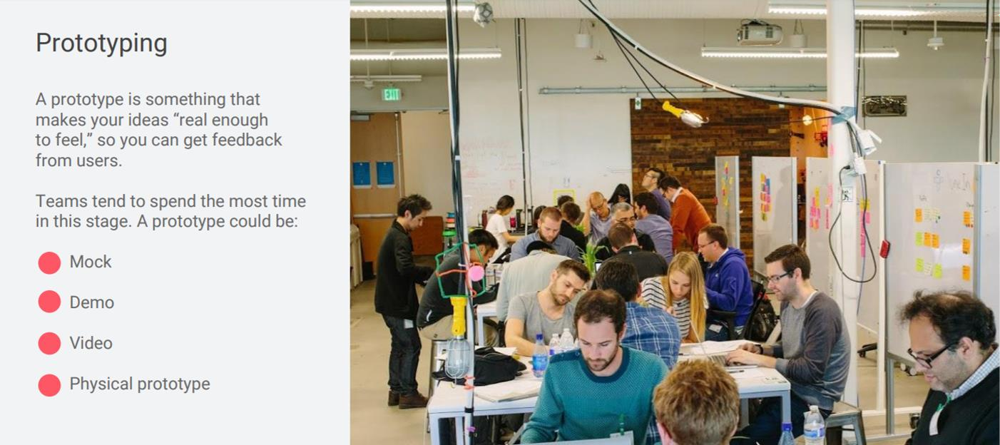 Prototyping
A prototype is something that
makes your ideas “real enough
to feel,” so you can get feedback
from users.
Teams tend to spend the most time
in this stage. A prototype could be:
Mock
Demo
Video
Physical prototype
EXIT